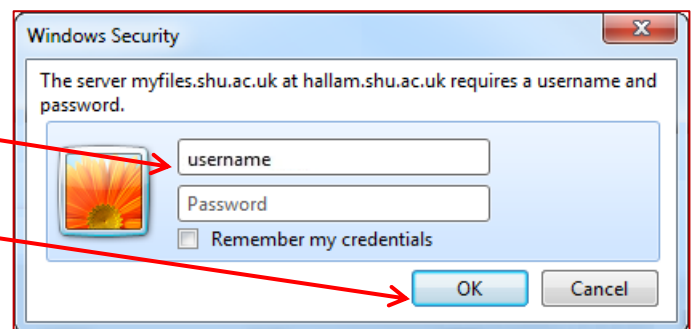 Windows Security
The server myfiles.shu.ac.uk at hallam.shu.ac.uk requires a username and
password.
username
Password
Remember my credentials
OK Cancel